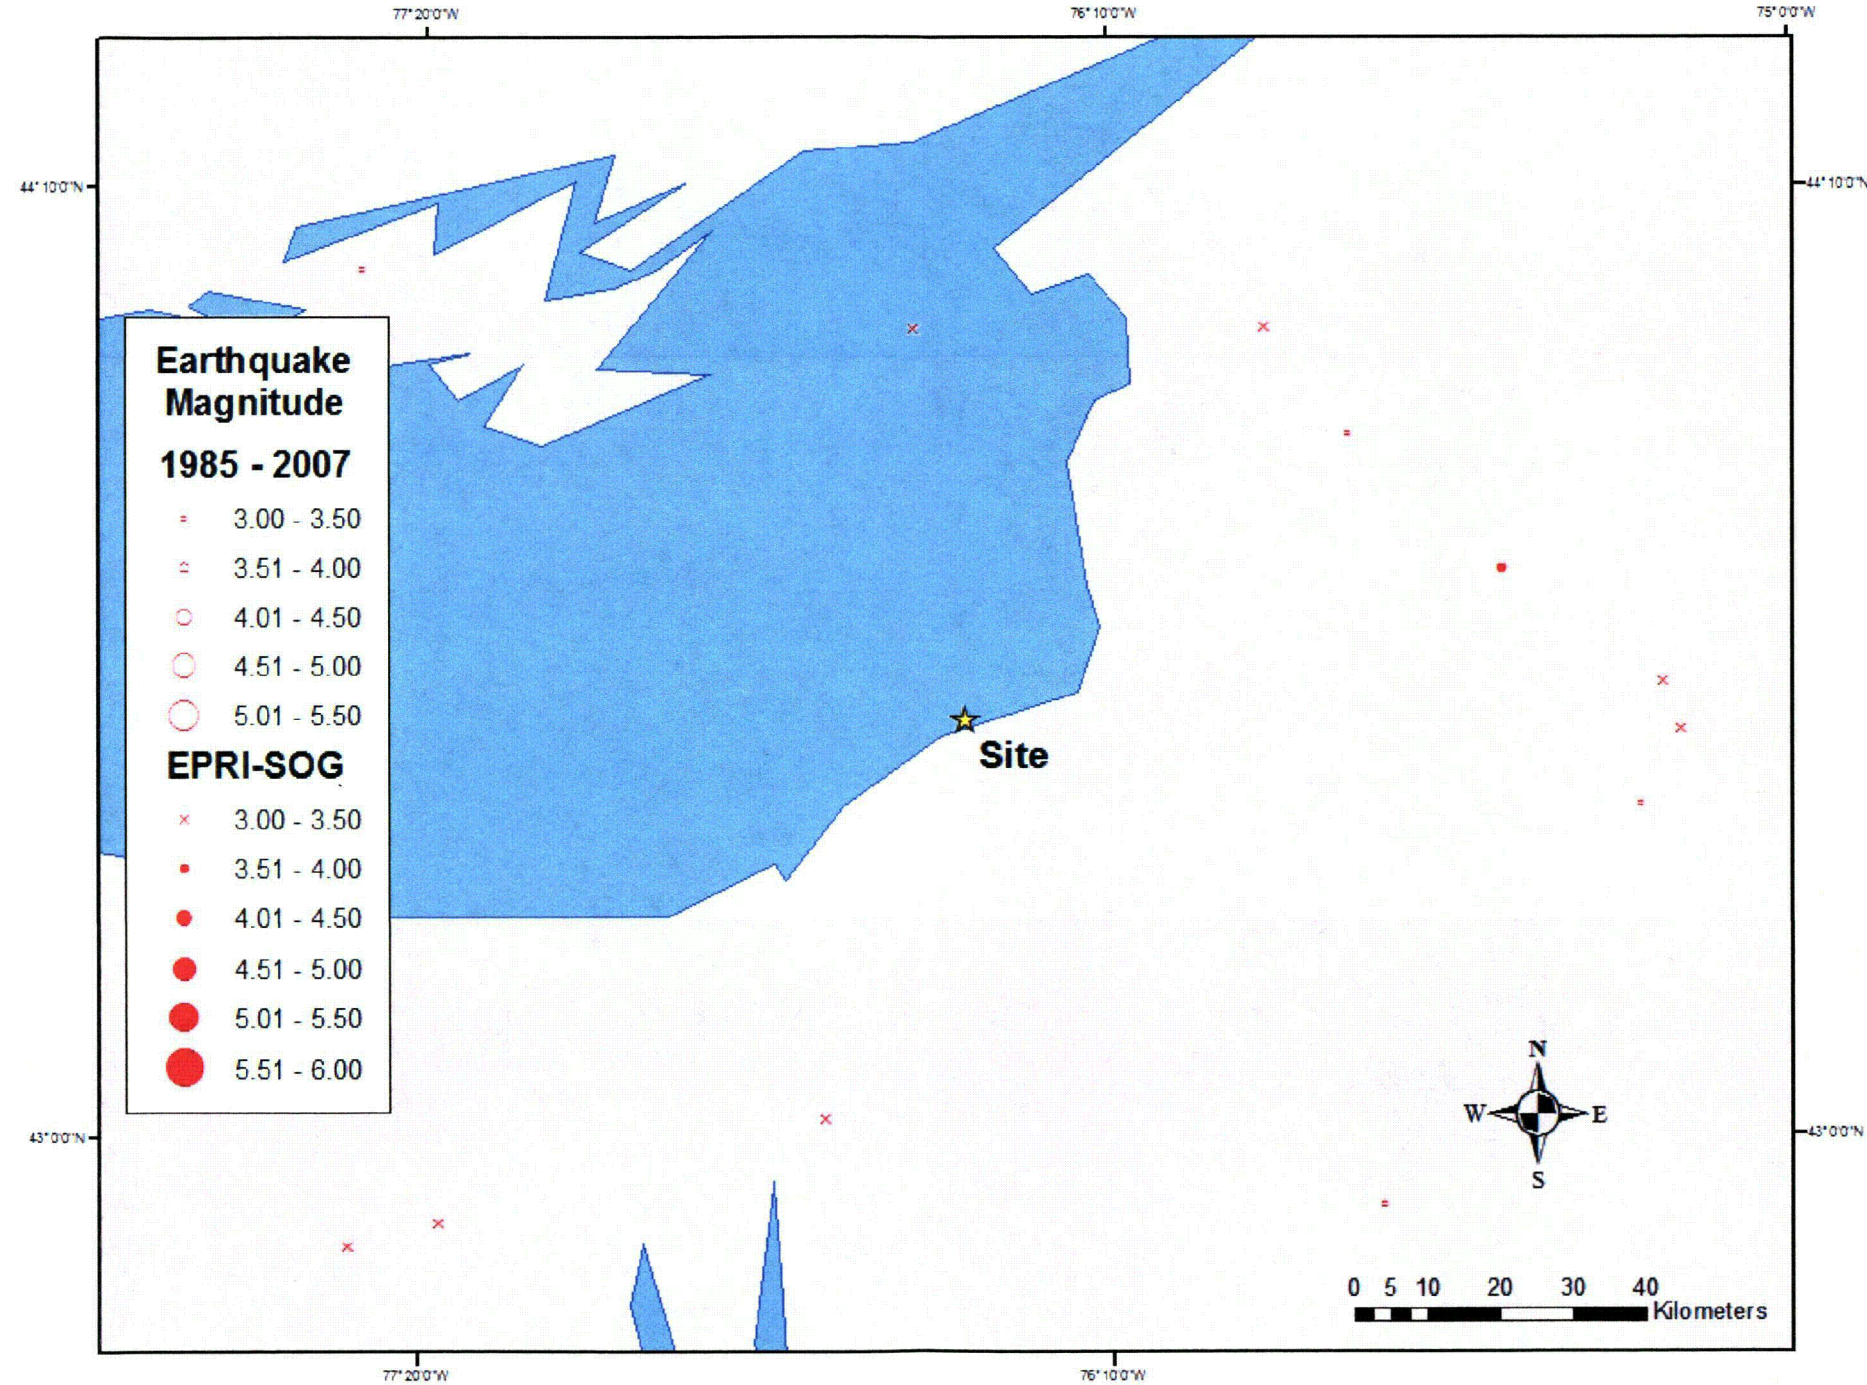 77°20'0"W 76°10'0"W 75°0'0"W
44°10'0"N 44°10'0"N
Earthquake
Magnitude
1985 - 2007
3.00 - 3.50
3.51 - 4.00
4.01 - 4.50
4.51 - 5.00
5.01 - 5.50
EPRI-SOG
3.00 - 3.50
3.51 - 4.00
4.01 - 4.50
4.51 - 5.00
5.01 - 5.50
5.51 - 6.00
Site
N
W E
S
43°0'0"N 43°0'0"N
0 5 10 20 30 40
Kilometers
77°20'0"W 76°10'0"W